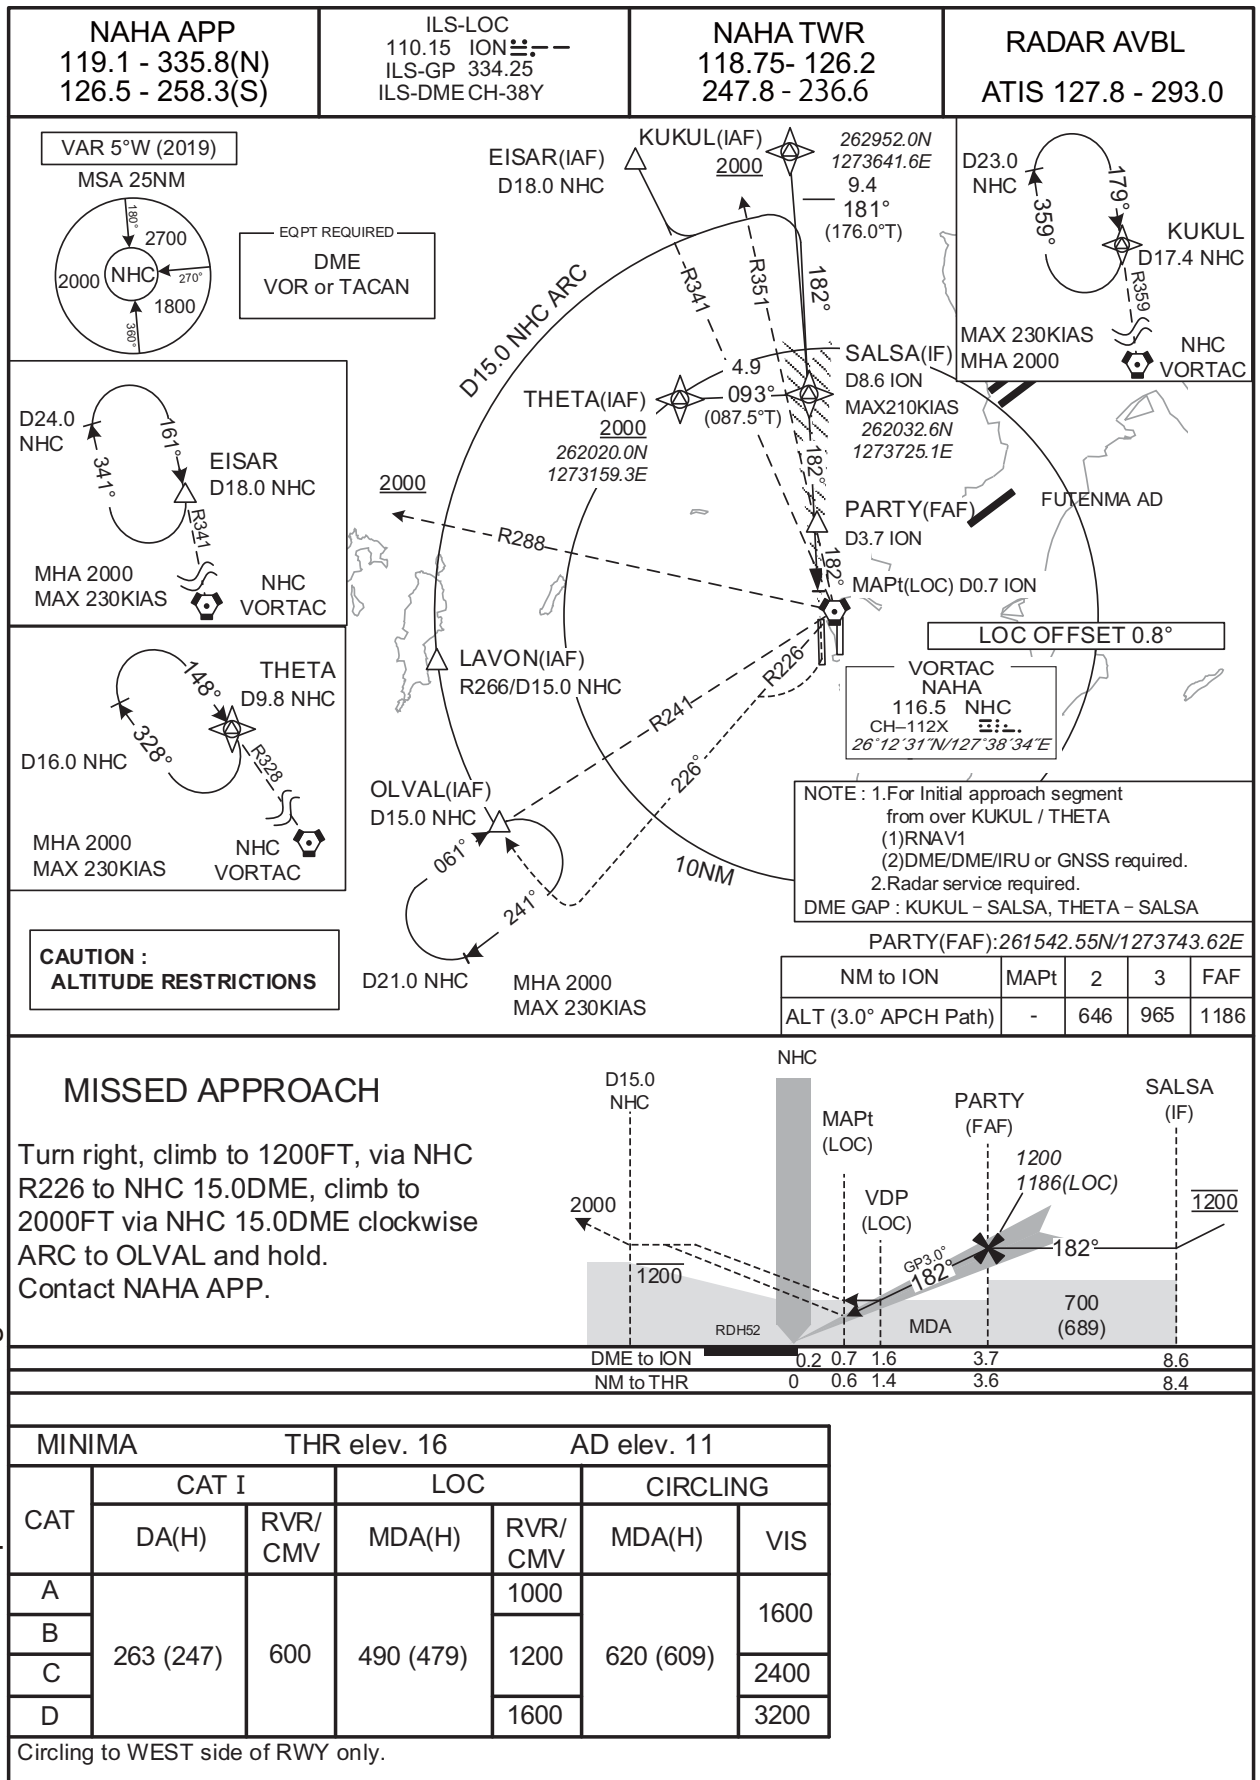 NAHA APP
119.1 - 335.8(N)
126.5 - 258.3(S)
ILS-LOC
110.15 ION
ILS-GP 334.25
ILS-DME CH-38Y
NAHA TWR
118.75- 126.2
247.8 - 236.6
RADAR AVBL
ATIS 127.8 - 293.0
VAR 5°W (2019)
MSA 25NM
180°
2700
2000
NHC
270°
1800
360°
EQPT REQUIRED
DME
VOR or TACAN
EISAR(IAF)
D18.0 NHC
KUKUL(IAF)
2000
262952.0N
1273641.6E
9.4
181°
(176.0°T)
182°
R341
R351
D15.0 NHC ARC
D23.0
NHC
179°
359°
KUKUL
D17.4 NHC
R359
MAX 230KIAS
MHA 2000
NHC
VORTAC
D24.0
NHC
161°
341°
EISAR
D18.0 NHC
R341
MHA 2000
MAX 230KIAS
NHC
VORTAC
THETA(IAF)
2000
262020.0N
1273159.3E
4.9
093°
(087.5°T)
SALSA(IF)
D8.6 ION
MAX210KIAS
262032.6N
1273725.1E
182°
2000
R288
PARTY(FAF)
D3.7 ION
FUTENMA AD
182°
MAPt(LOC) D0.7 ION
LOC OFFSET 0.8°
THETA
D9.8 NHC
148°
328°
D16.0 NHC
R328
MHA 2000
MAX 230KIAS
NHC
VORTAC
LAVON(IAF)
R266/D15.0 NHC
R226
R241
226°
VORTAC
NAHA
116.5 NHC
CH–112X
26°12´31˝N/127°38´34˝E
OLVAL(IAF)
D15.0 NHC
061°
241°
D21.0 NHC
MHA 2000
MAX 230KIAS
10NM
NOTE : 1.For Initial approach segment
from over KUKUL / THETA
(1)RNAV1
(2)DME/DME/IRU or GNSS required.
2.Radar service required.
DME GAP : KUKUL – SALSA, THETA – SALSA
CAUTION :
ALTITUDE RESTRICTIONS
PARTY(FAF):261542.55N/1273743.62E
NM to ION MAPt 2 3 FAF
ALT (3.0° APCH Path) - 646 965 1186
MISSED APPROACH
Turn right, climb to 1200FT, via NHC
R226 to NHC 15.0DME, climb to
2000FT via NHC 15.0DME clockwise
ARC to OLVAL and hold.
Contact NAHA APP.
D15.0
NHC
NHC
MAPt
(LOC)
VDP
(LOC)
PARTY
(FAF)
SALSA
(IF)
1200
1186(LOC)
1200
2000
1200
GP3.0°
182°
182°
RDH52
MDA
700
(689)
DME to ION 0.2 0.7 1.6 3.7 8.6
NM to THR 0 0.6 1.4 3.6 8.4
MINIMA THR elev. 16 AD elev. 11
CAT CAT I LOC CIRCLING
DA(H) RVR/CMV MDA(H) RVR/CMV MDA(H) VIS
A 263 (247) 600 490 (479) 1000 620 (609) 1600
B 1200
C 2400
D 1600 3200
Circling to WEST side of RWY only.